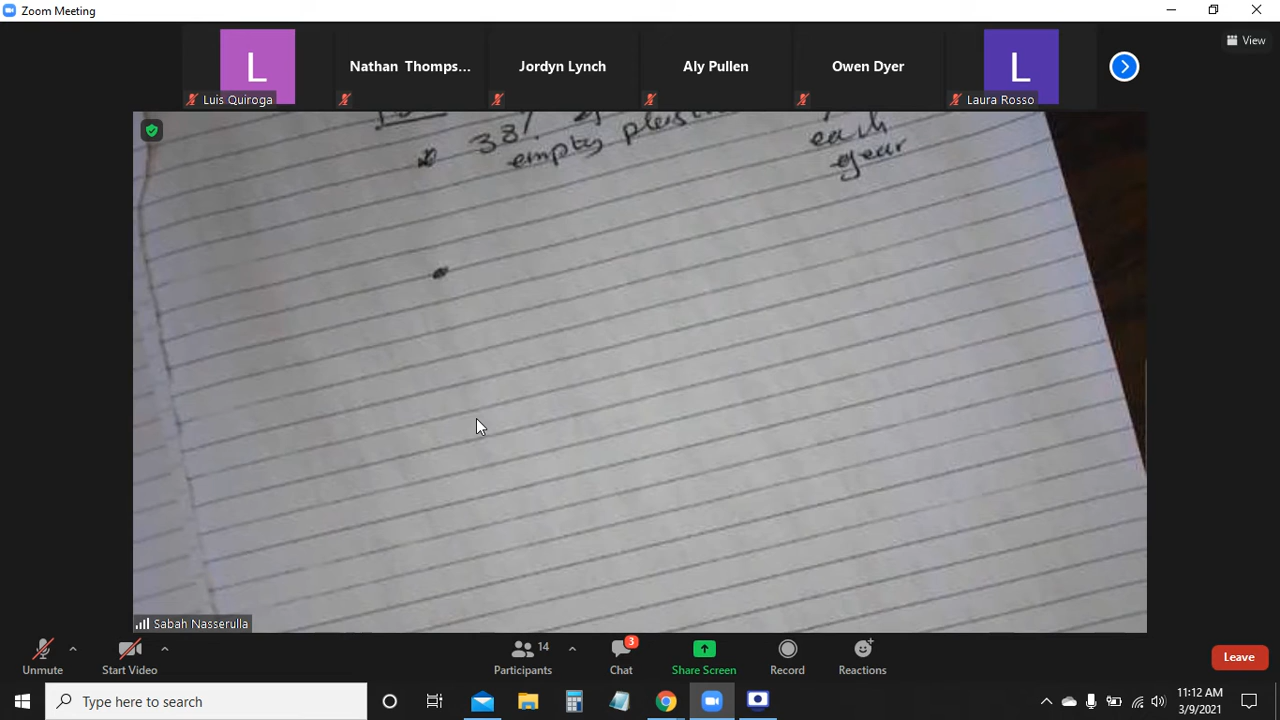 Zoom Meeting
View
L
Nathan Thomps...
Jordyn Lynch
Aly Pullen
Owen Dyer
L
Luis Quiroga
Laura Rosso
38%
empty
each
year
Sabah Nasserulla
Unmute
Start Video
Participants
14
Chat
3
Share Screen
Record
Reactions
Leave
Type here to search
11:12 AM
3/9/2021